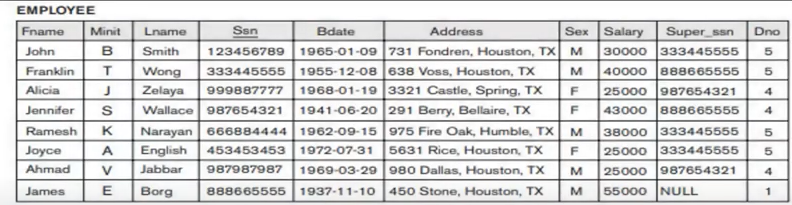 EMPLOYEE
Fname Minit Lname Ssn Bdate Address Sex Salary Super_ssn Dno
John B Smith 123456789 1965-01-09 731 Fondren, Houston, TX M 30000 333445555 5
Franklin T Wong 333445555 1955-12-08 638 Voss, Houston, TX M 40000 888665555 5
Alicia J Zelaya 999887777 1968-01-19 3321 Castle, Spring, TX F 25000 987654321 4
Jennifer S Wallace 987654321 1941-06-20 291 Berry, Bellaire, TX F 43000 888665555 4
Ramesh K Narayan 666884444 1962-09-15 975 Fire Oak, Humble, TX M 38000 333445555 5
Joyce A English 453453453 1972-07-31 5631 Rice, Houston, TX F 25000 333445555 5
Ahmad V Jabbar 987987987 1969-03-29 980 Dallas, Houston, TX M 25000 987654321 4
James E Borg 888665555 1937-11-10 450 Stone, Houston, TX M 55000 NULL 1